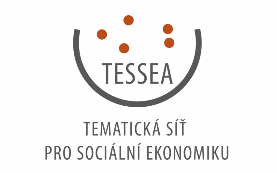 TESSEA
TEMATICKÁ SÍŤ
PRO SOCIÁLNÍ EKONOMIKU